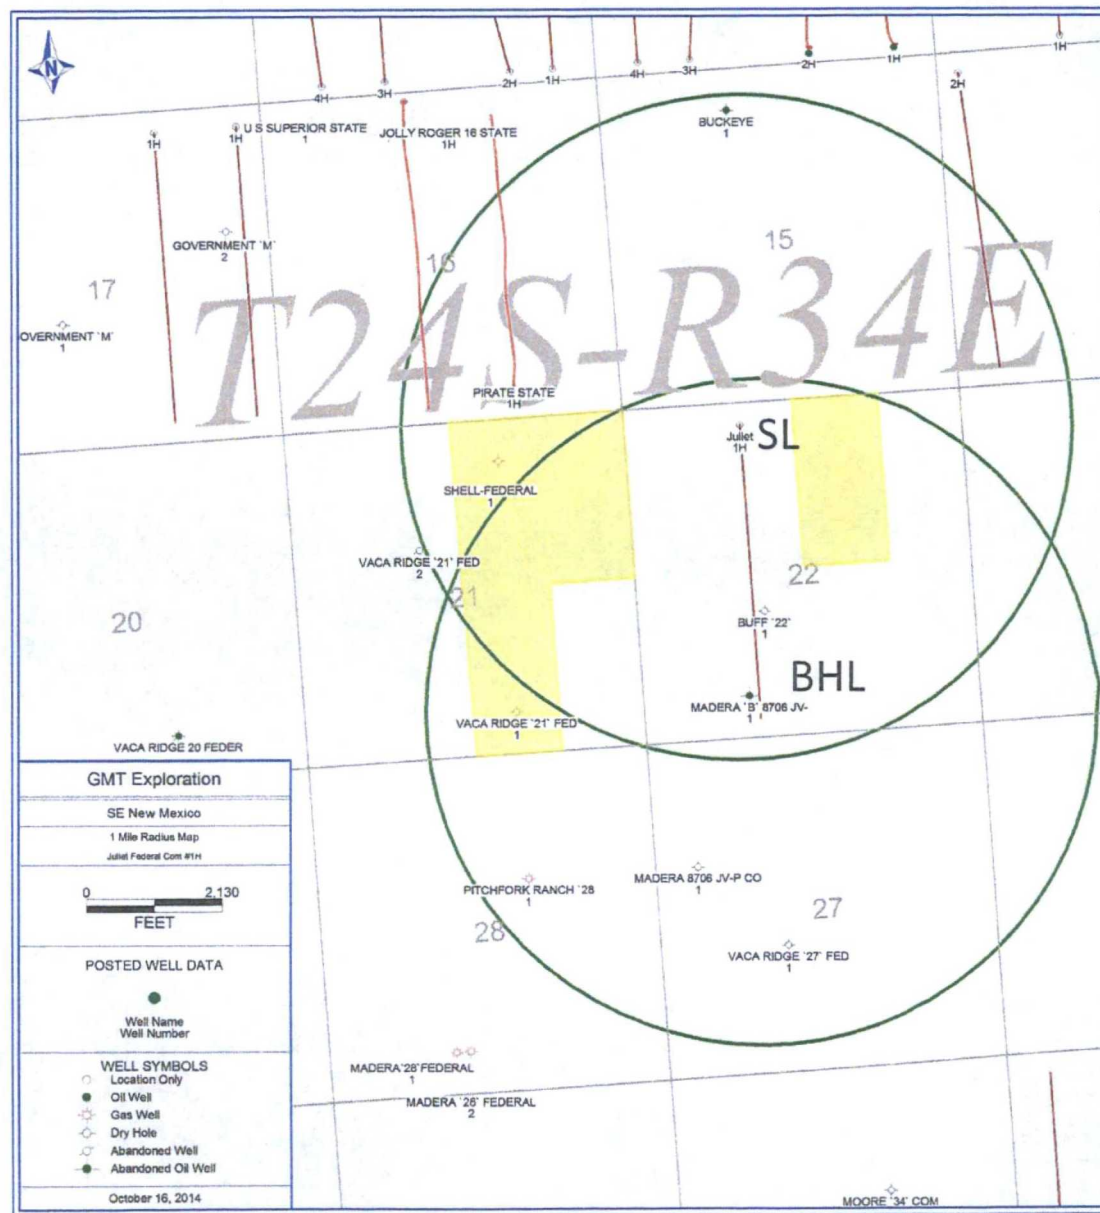 N
4H
3H
2H
1H
4H
3H
2H
1H
1H
2H
BUCKEYE
1
1H
1H
U S SUPERIOR STATE
1
JOLLY ROGER 16 STATE
1H
GOVERNMENT 'M'
2
16
15
17
OVERNMENT 'M'
1
T24S-R34E
PIRATE STATE
1H
Juliet
1H
SL
SHELL-FEDERAL
1
VACA RIDGE '21' FED
2
21
22
20
BUFF '22'
1
BHL
MADERA 'B' 8706 JV-
1
VACA RIDGE '21' FED
1
VACA RIDGE 20 FEDER
GMT Exploration
SE New Mexico
1 Mile Radius Map
Juliet Federal Com #1H
0 2,130
FEET
POSTED WELL DATA
Well Name
Well Number
WELL SYMBOLS
Location Only
Oil Well
Gas Well
Dry Hole
Abandoned Well
Abandoned Oil Well
October 16, 2014
PITCHFORK RANCH '28
1
MADERA 8706 JV-P CO
1
28
27
VACA RIDGE '27' FED
1
MADERA '28' FEDERAL
1
MADERA '28' FEDERAL
2
MOORE '34' COM